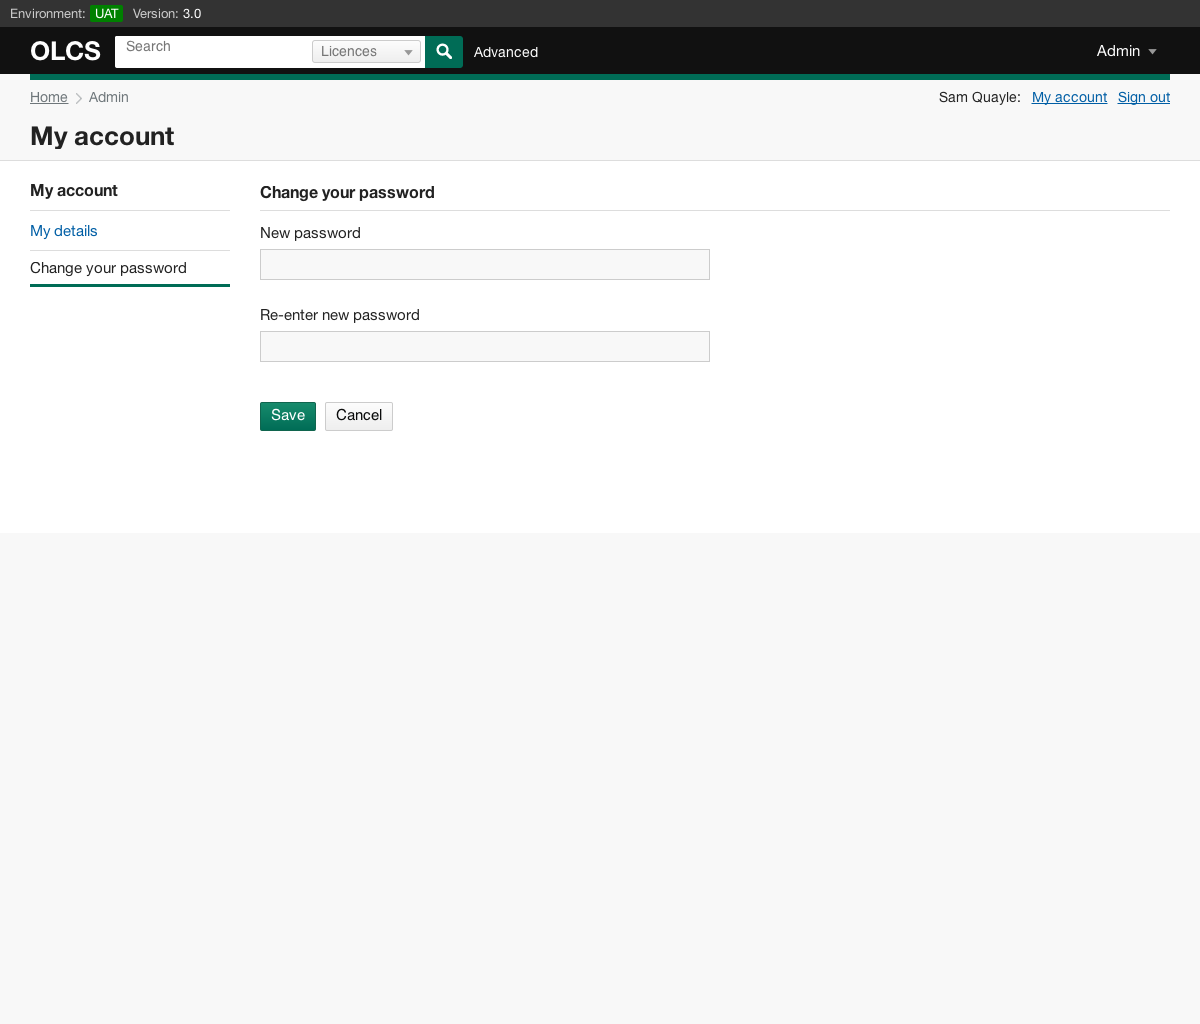 Environment: UAT Version: 3.0
OLCS Search Licences Advanced Admin
Home Admin Sam Quayle: My account Sign out
My account
My account
My details
Change your password
Change your password
New password
Re-enter new password
Save Cancel